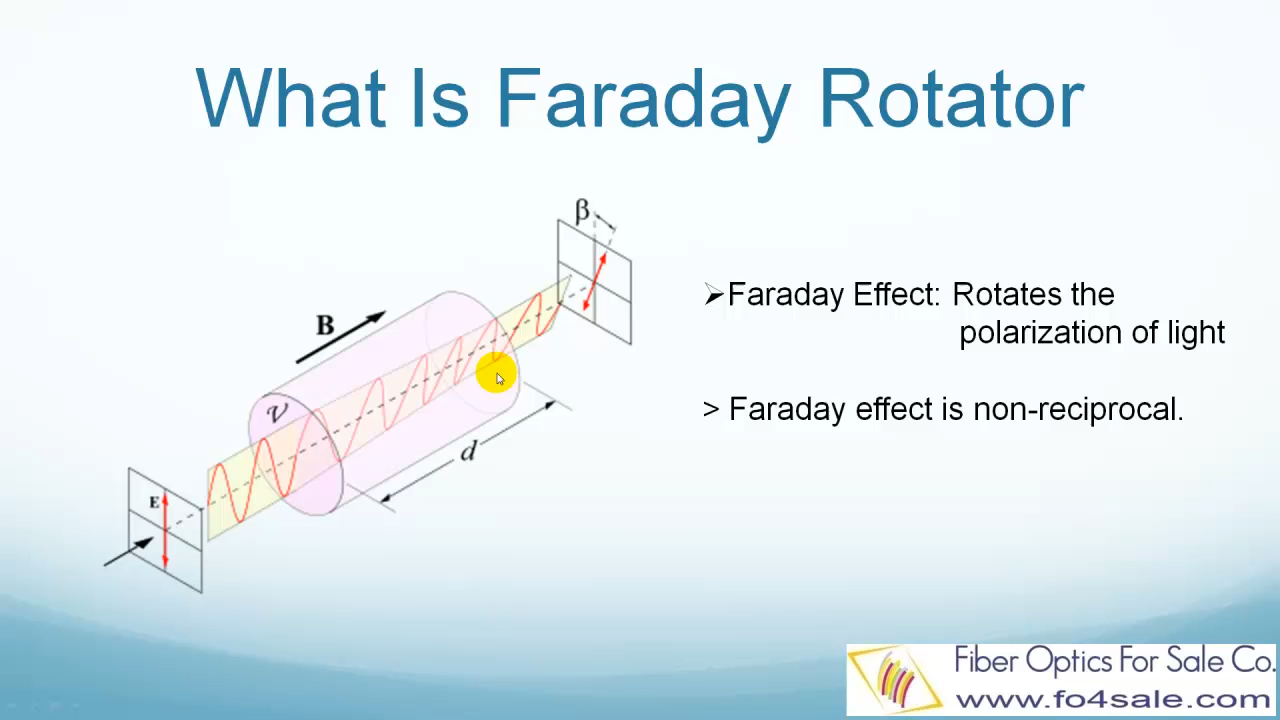 What Is Faraday Rotator
β
B
𝒱
d
E
➢Faraday Effect: Rotates the
polarization of light
> Faraday effect is non-reciprocal.
Fiber Optics For Sale Co.
www.fo4sale.com